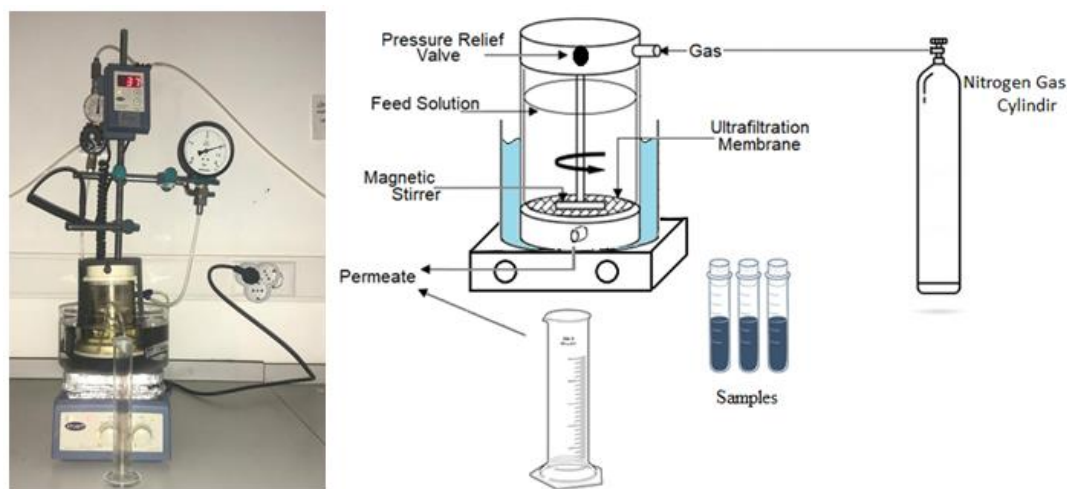 37
Pressure Relief
Valve
Gas
Nitrogen Gas
Cylindir
Feed Solution
Ultrafiltration
Membrane
Magnetic
Stirrer
Permeate
Samples